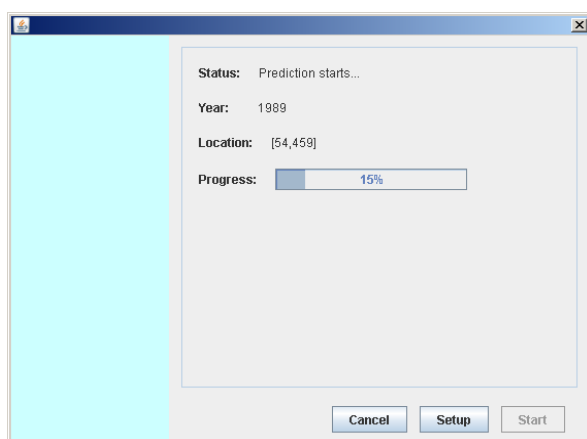 Status: Prediction starts...
Year: 1989
Location: [54,459]
Progress: 15%
Cancel Setup Start